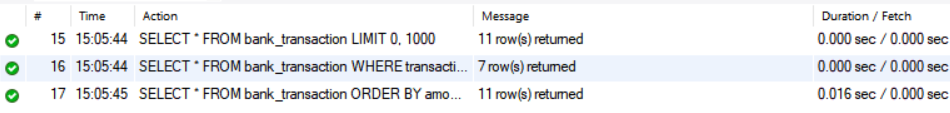 # Time Action Message Duration / Fetch
15 15:05:44 SELECT * FROM bank_transaction LIMIT 0, 1000 11 row(s) returned 0.000 sec / 0.000 sec
16 15:05:44 SELECT * FROM bank_transaction WHERE transacti... 7 row(s) returned 0.000 sec / 0.000 sec
17 15:05:45 SELECT * FROM bank_transaction ORDER BY amo... 11 row(s) returned 0.016 sec / 0.000 sec